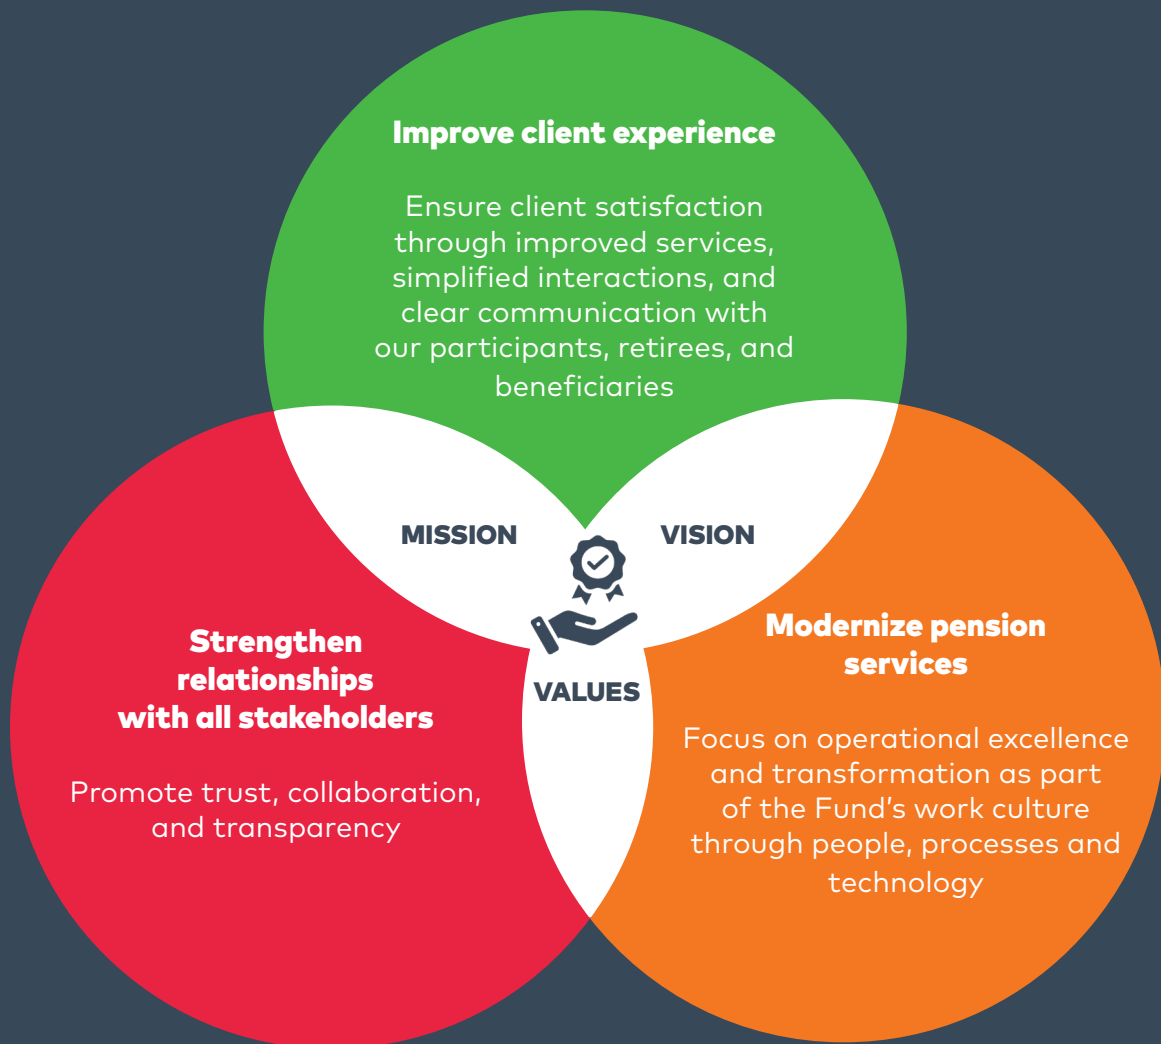 Improve client experience
Ensure client satisfaction
through improved services,
simplified interactions, and
clear communication with
our participants, retirees, and
beneficiaries
MISSION
VISION
VALUES
Strengthen
relationships
with all stakeholders
Promote trust, collaboration,
and transparency
Modernize pension
services
Focus on operational excellence
and transformation as part
of the Fund’s work culture
through people, processes and
technology